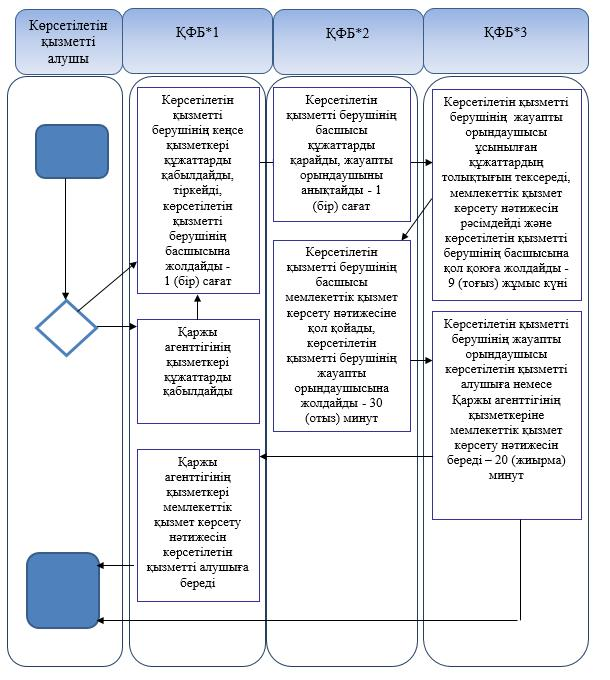 Көрсетілетін
қызметті
алушы
ҚФБ*1
ҚФБ*2
ҚФБ*3
Көрсетілетін
қызметті
берушінің кеңсе
қызметкері
құжаттарды
қабылдайды,
тіркейді,
көрсетілетін
қызметті
берушінің
басшысына
жолдайды -
1 (бір) сағат
Қаржы
агенттігінің
қызметкері
құжаттарды
қабылдайды
Қаржы
агенттігінің
қызметкері
мемлекеттік
қызмет көрсету
нәтижесін
көрсетілетін
қызметті алушыға
береді
Көрсетілетін
қызметті берушінің
басшысы
құжаттарды
қарайды, жауапты
орындаушыны
анықтайды - 1
(бір) сағат
Көрсетілетін
қызметті берушінің
басшысы
мемлекеттік қызмет
көрсету нәтижесіне
қол қояды,
көрсетілетін
қызметті берушінің
жауапты
орындаушысына
жолдайды - 30
(отыз) минут
Көрсетілетін қызметті
берушінің  жауапты
орындаушысы
ұсынылған
құжаттардың
толықтығын тексереді,
мемлекеттік қызмет
көрсету нәтижесін
рәсімдейді және
көрсетілетін қызметті
берушінің басшысына
қол қоюға жолдайды -
9 (тоғыз) жұмыс күні
Көрсетілетін қызметті
берушінің жауапты
орындаушысы
көрсетілетін қызметті
алушыға немесе
Қаржы агенттігінің
қызметкеріне
мемлекеттік қызмет
көрсету нәтижесін
береді – 20 (жиырма)
минут